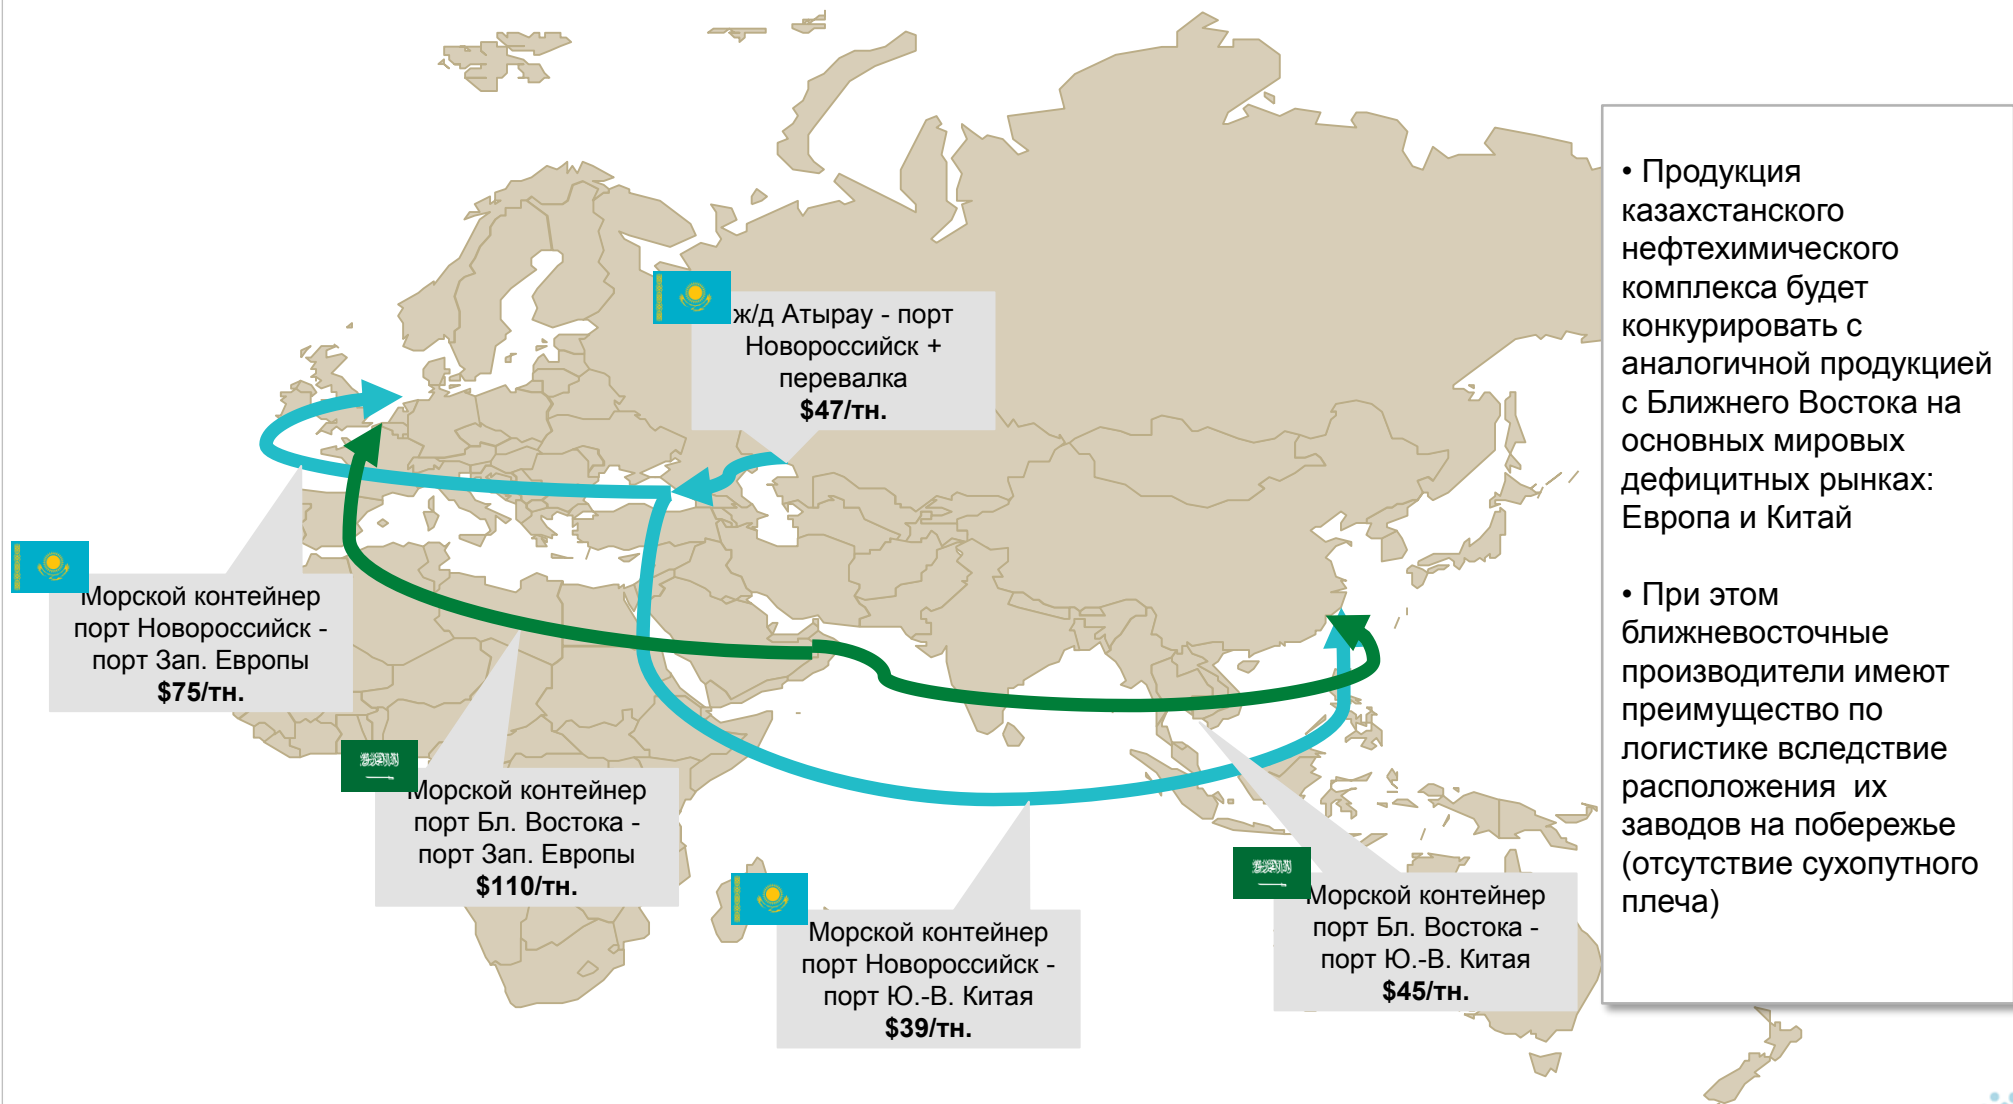 ж/д Атырау - порт
Новороссийск +
перевалка
$47/тн.
Морской контейнер
порт Новороссийск -
порт Зап. Европы
$75/тн.
Морской контейнер
порт Бл. Востока -
порт Зап. Европы
$110/тн.
Морской контейнер
порт Новороссийск -
порт Ю.-В. Китая
$39/тн.
Морской контейнер
порт Бл. Востока -
порт Ю.-В. Китая
$45/тн.
• Продукция
казахстанского
нефтехимического
комплекса будет
конкурировать с
аналогичной продукцией
с Ближнего Востока на
основных мировых
дефицитных рынках:
Европа и Китай
• При этом
ближневосточные
производители имеют
преимущество по
логистике вследствие
расположения их
заводов на побережье
(отсутствие сухопутного
плеча)